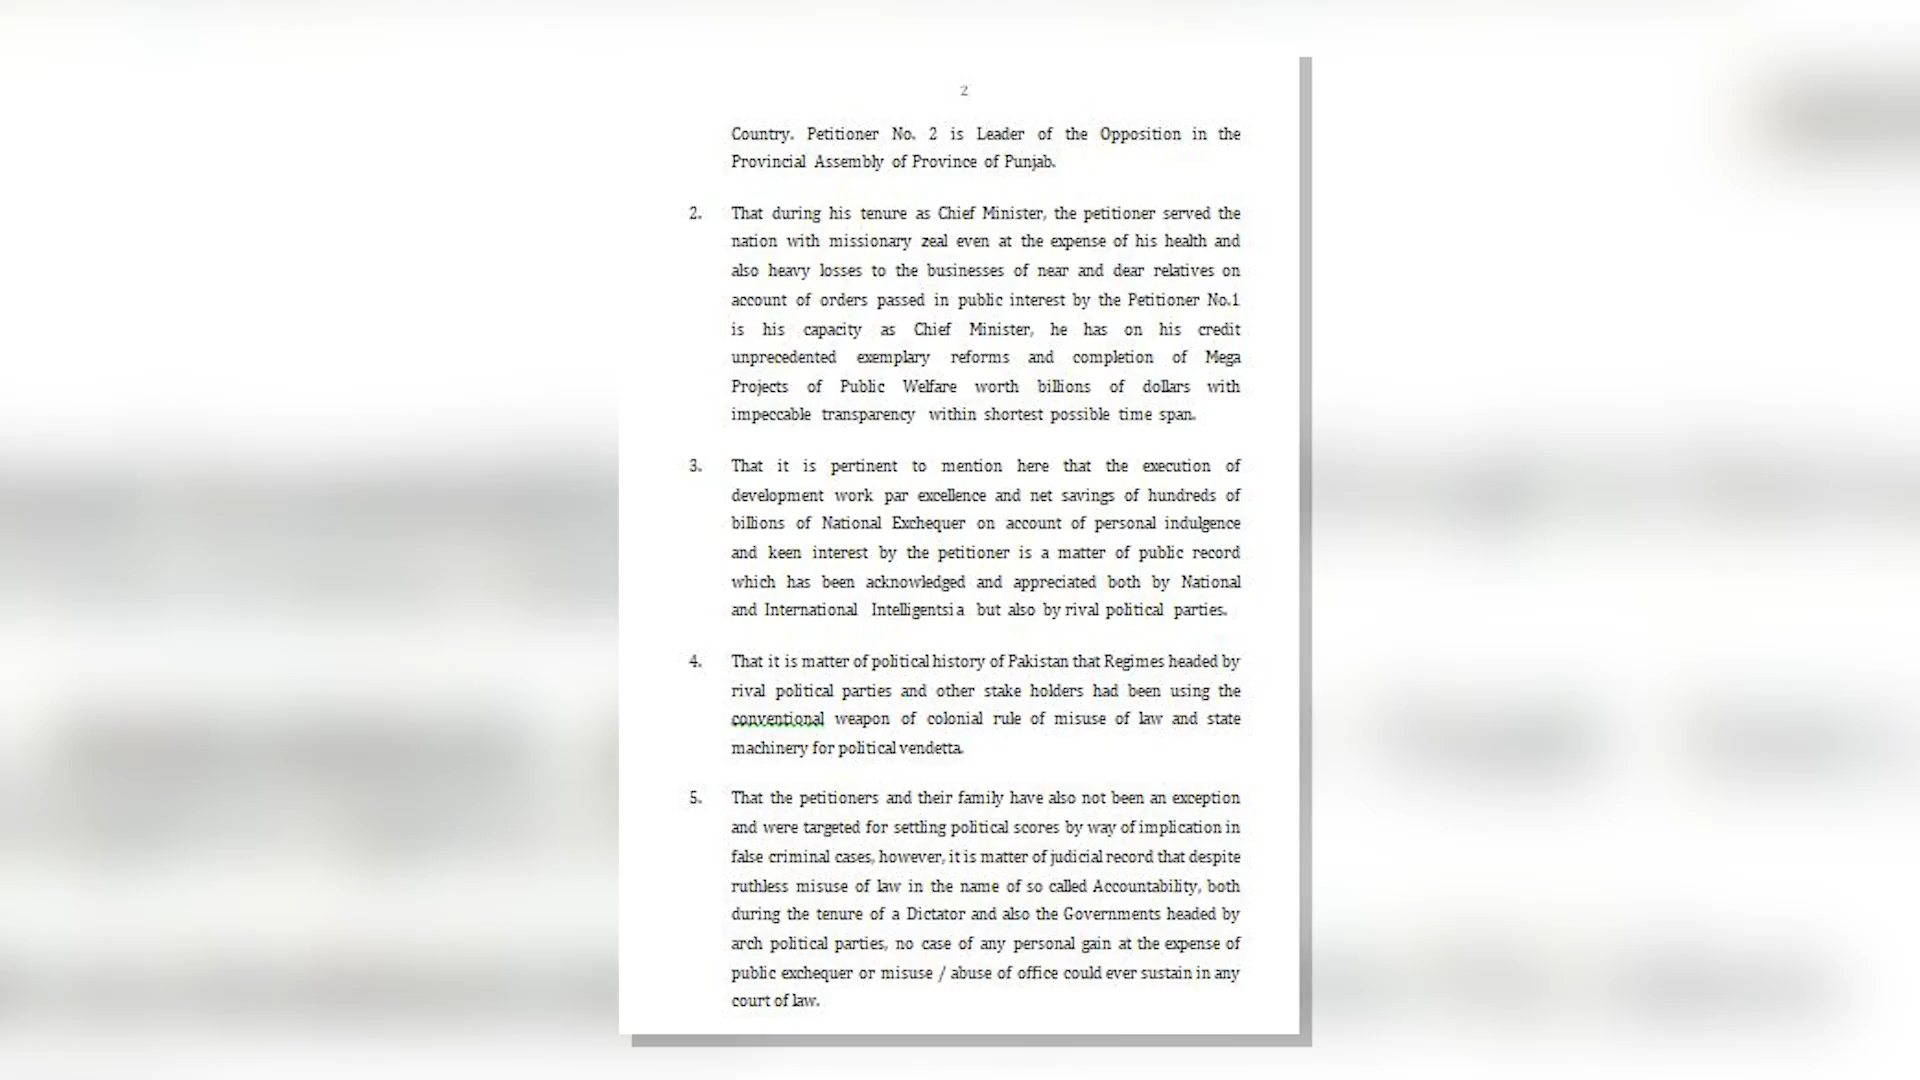 2
Country. Petitioner No. 2 is Leader of the Opposition in the
Provincial Assembly of Province of Punjab.
2. That during his tenure as Chief Minister, the petitioner served the
nation with missionary zeal even at the expense of his health and
also heavy losses to the businesses of near and dear relatives on
account of orders passed in public interest by the Petitioner No.1
is his capacity as Chief Minister, he has on his credit
unprecedented exemplary reforms and completion of Mega
Projects of Public Welfare worth billions of dollars with
impeccable transparency within shortest possible time span.
3. That it is pertinent to mention here that the execution of
development work par excellence and net savings of hundreds of
billions of National Exchequer on account of personal indulgence
and keen interest by the petitioner is a matter of public record
which has been acknowledged and appreciated both by National
and International Intelligentsia but also by rival political parties.
4. That it is matter of political history of Pakistan that Regimes headed by
rival political parties and other stake holders had been using the
conventional weapon of colonial rule of misuse of law and state
machinery for political vendetta.
5. That the petitioners and their family have also not been an exception
and were targeted for settling political scores by way of implication in
false criminal cases, however, it is matter of judicial record that despite
ruthless misuse of law in the name of so called Accountability, both
during the tenure of a Dictator and also the Governments headed by
arch political parties, no case of any personal gain at the expense of
public exchequer or misuse / abuse of office could ever sustain in any
court of law.